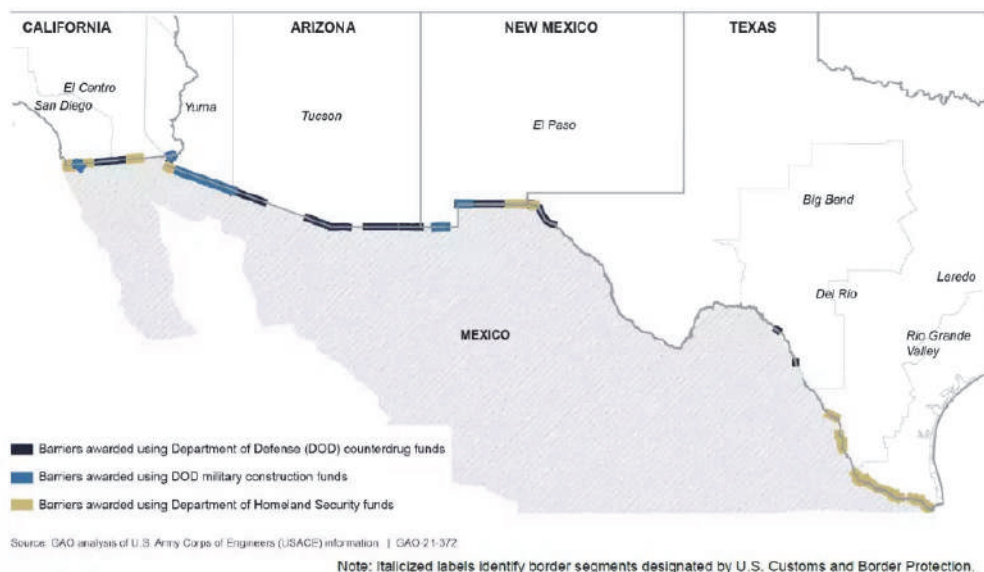 CALIFORNIA ARIZONA NEW MEXICO TEXAS
El Centro
San Diego
Yuma
Tucson
El Paso
Big Bend
Laredo
Del Rio
Rio Grande
Valley
MEXICO
Barriers awarded using Department of Defense (DOD) counterdrug funds
Barriers awarded using DOD military construction funds
Barriers awarded using Department of Homeland Security funds
Source: GAO analysis of U.S. Army Corps of Engineers (USACE) information | GAO-21-372
Note: Italicized labels identify border segments designated by U.S. Customs and Border Protection.